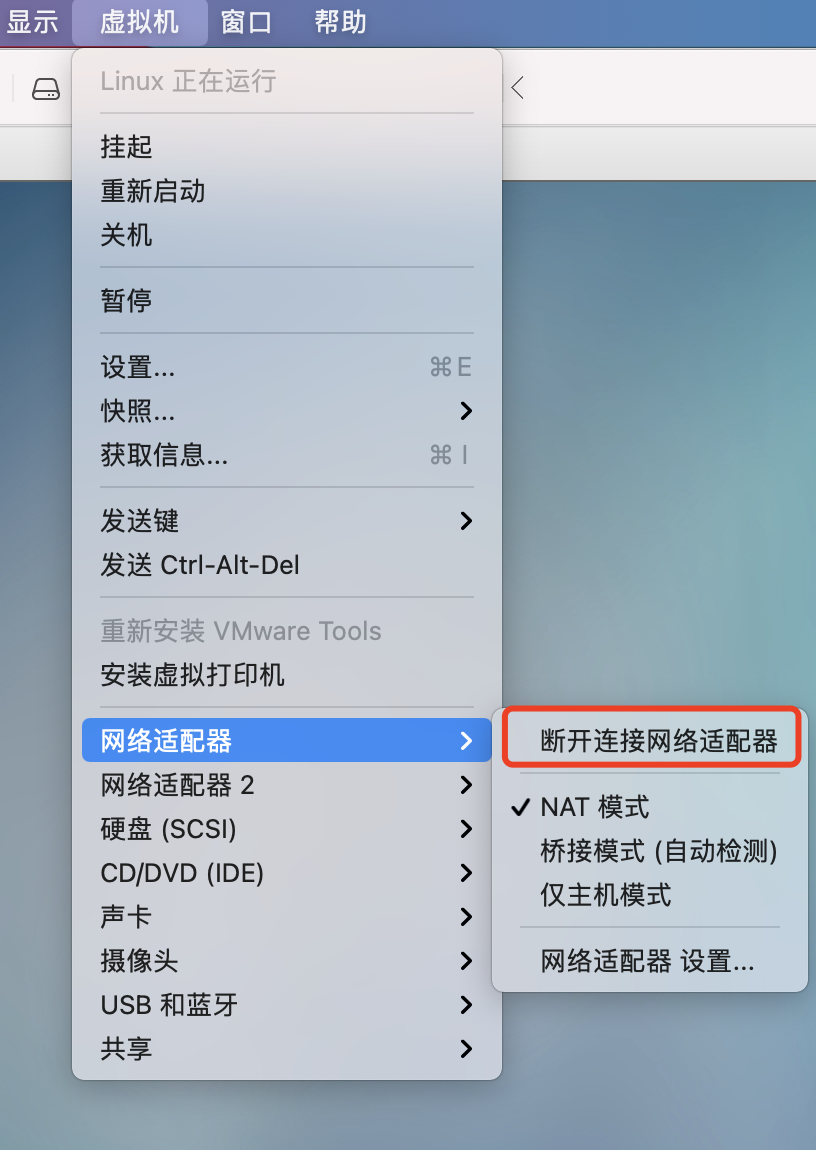 显示 虚拟机 窗口 帮助
Linux 正在运行
挂起
重新启动
关机
暂停
设置... ⌘E
快照...
获取信息... ⌘I
发送键
发送 Ctrl-Alt-Del
重新安装 VMware Tools
安装虚拟打印机
网络适配器
网络适配器 2
硬盘 (SCSI)
CD/DVD (IDE)
声卡
摄像头
USB 和蓝牙
共享
断开连接网络适配器
NAT 模式
桥接模式 (自动检测)
仅主机模式
网络适配器 设置...